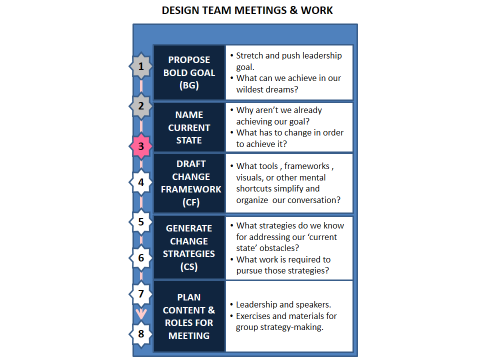 DESIGN TEAM MEETINGS & WORK
1
PROPOSE
BOLD GOAL
(BG)
• Stretch and push leadership
goal.
• What can we achieve in our
wildest dreams?
2
NAME
CURRENT
STATE
• Why aren't we already
achieving our goal?
• What has to change in order
to achieve it?
3
4
DRAFT
CHANGE
FRAMEWORK
(CF)
• What tools , frameworks ,
visuals, or other mental
shortcuts simplify and
organize our conversation?
5
6
GENERATE
CHANGE
STRATEGIES
(CS)
• What strategies do we know
for addressing our 'current
state' obstacles?
• What work is required to
pursue those strategies?
7
8
PLAN
CONTENT &
ROLES FOR
MEETING
• Leadership and speakers.
• Exercises and materials for
group strategy-making.